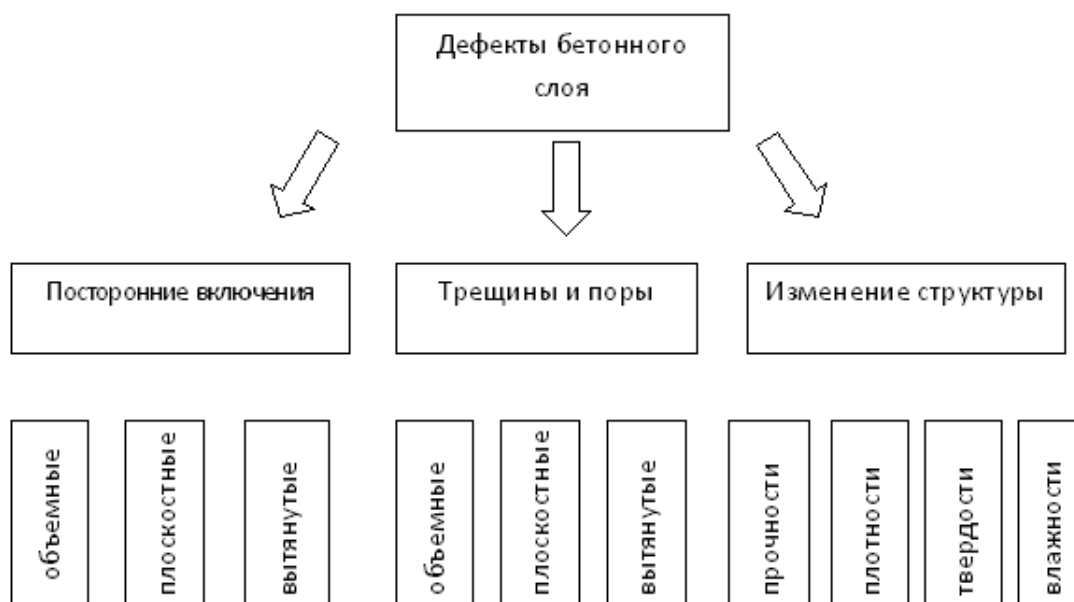 Дефекты бетонного
слоя
Посторонние включения
Трещины и поры
Изменение структуры
объемные
плоскостные
вытянутые
объемные
плоскостные
вытянутые
прочности
плотности
твердости
влажности